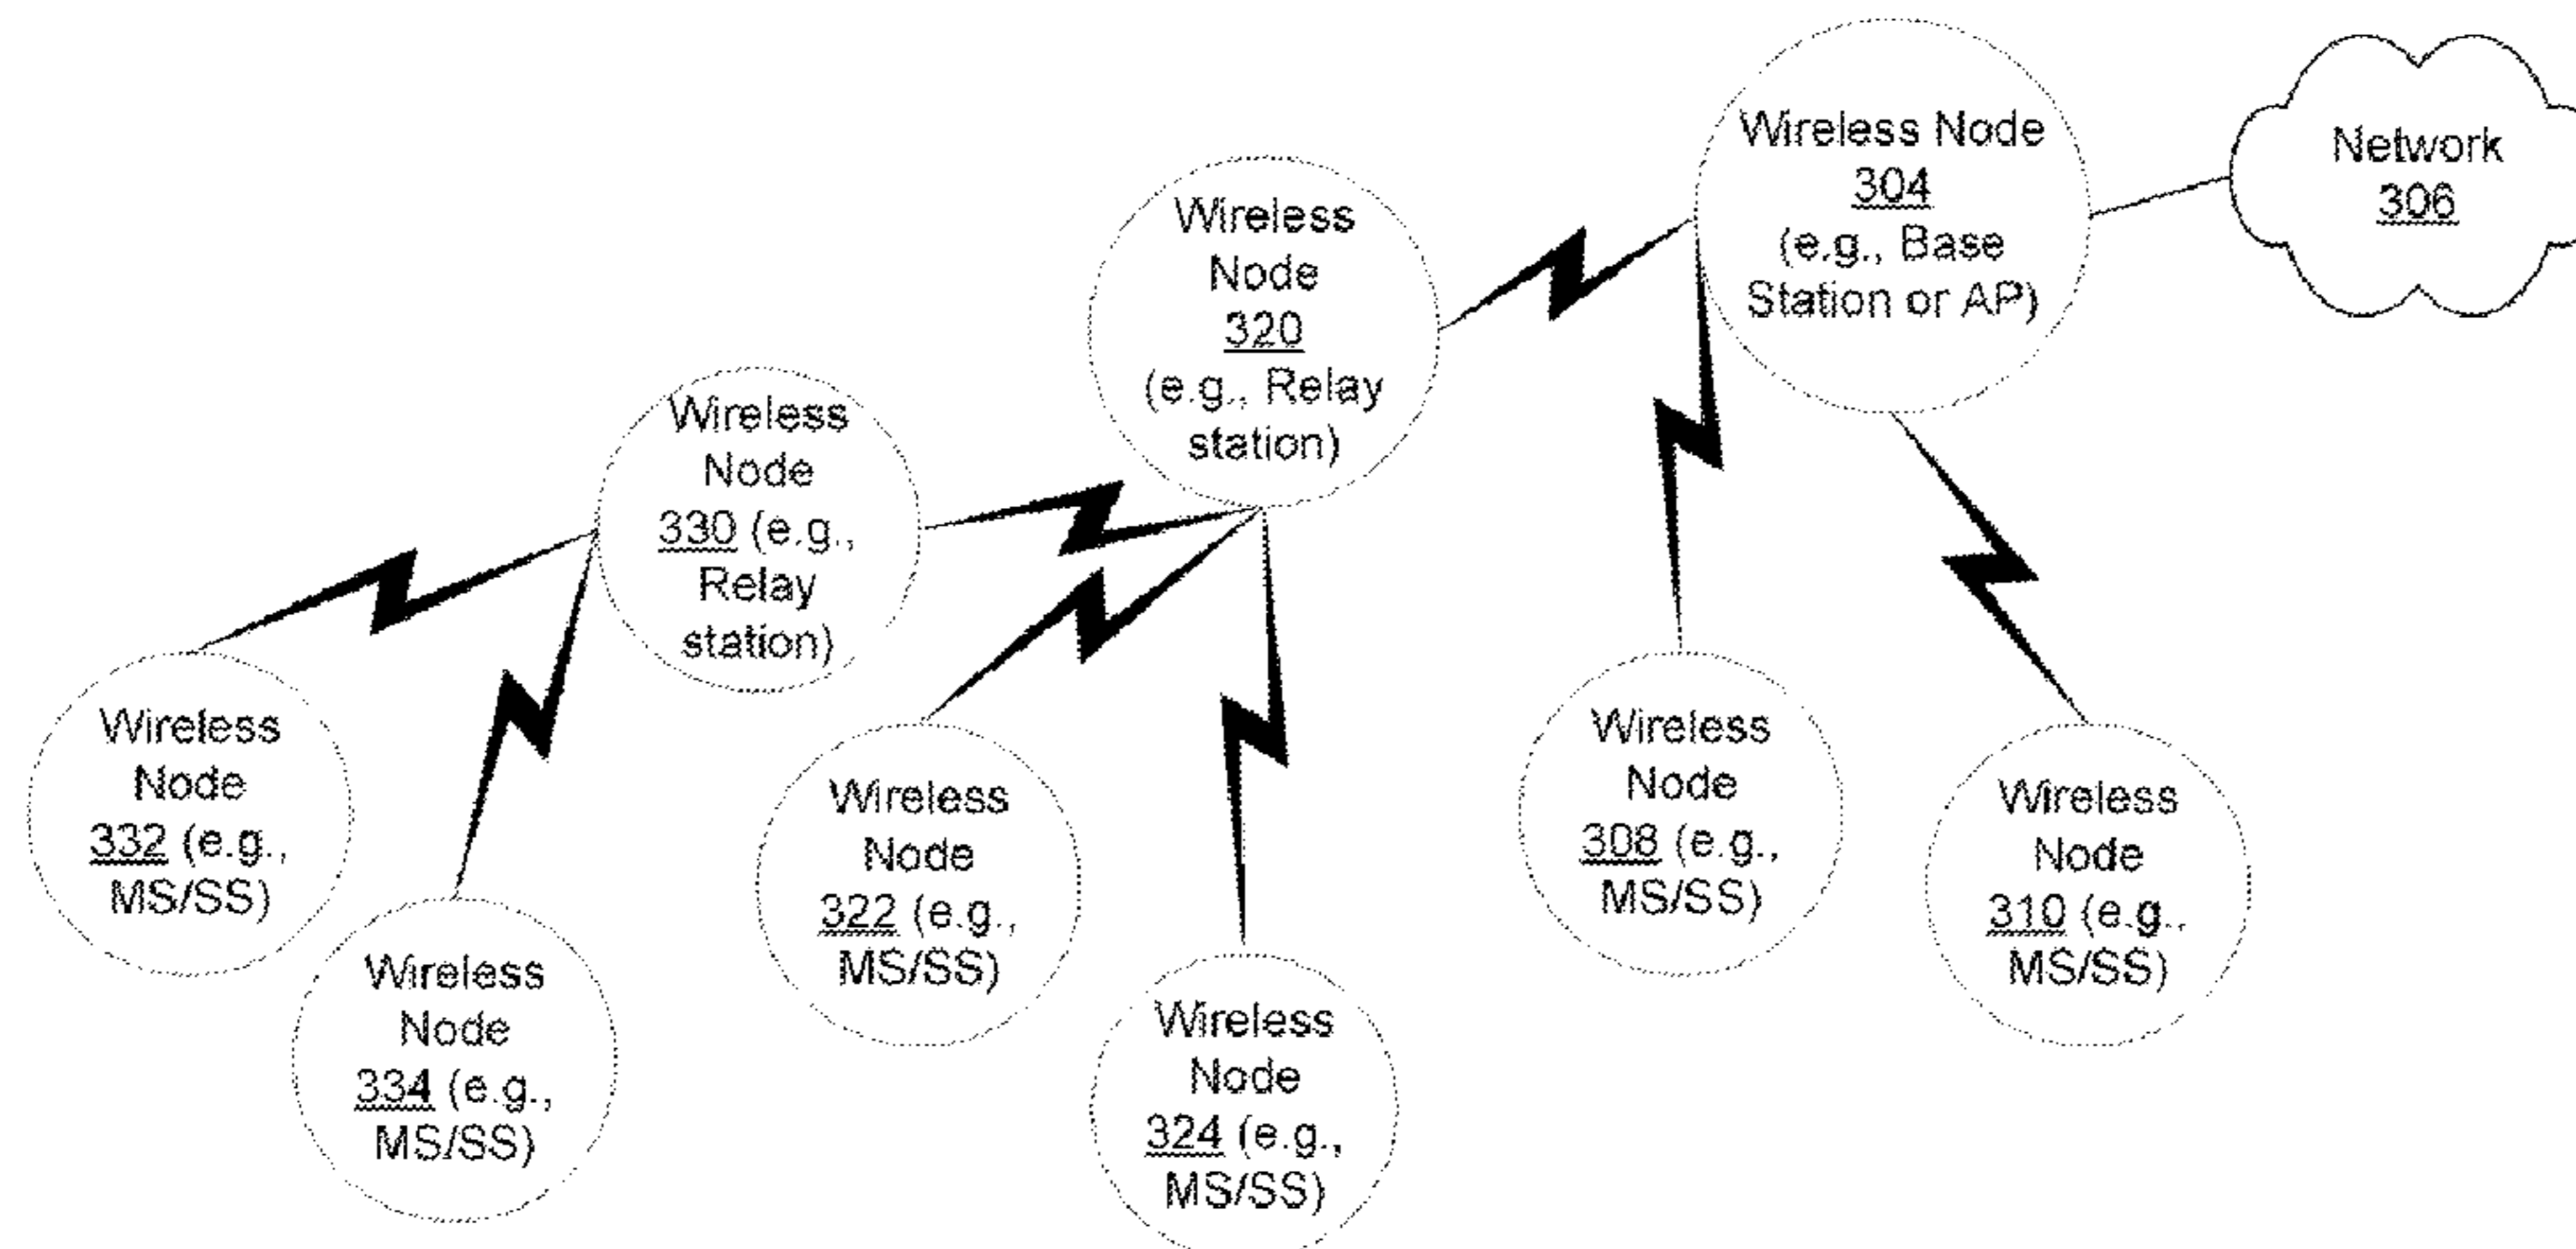 Wireless Node
304
(e.g., Base
Station or AP)
Network
306
Wireless
Node
320
(e.g., Relay
station)
Wireless
Node
330 (e.g.,
Relay
station)
Wireless
Node
332 (e.g.,
MS/SS)
Wireless
Node
334 (e.g.,
MS/SS)
Wireless
Node
322 (e.g.,
MS/SS)
Wireless
Node
324 (e.g.,
MS/SS)
Wireless
Node
308 (e.g.,
MS/SS)
Wireless
Node
310 (e.g.,
MS/SS)